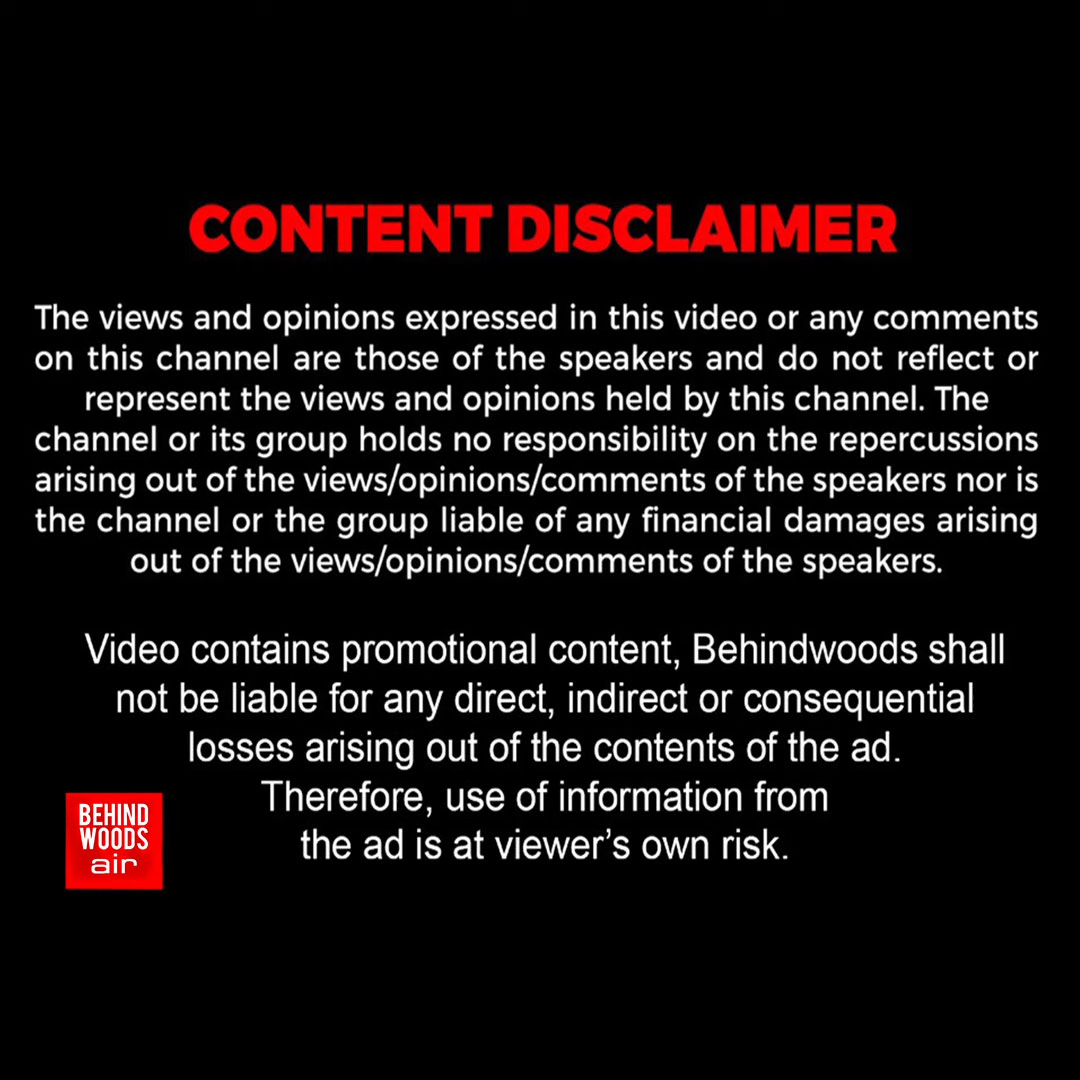 CONTENT DISCLAIMER
The views and opinions expressed in this video or any comments
on this channel are those of the speakers and do not reflect or
represent the views and opinions held by this channel. The
channel or its group holds no responsibility on the repercussions
arising out of the views/opinions/comments of the speakers nor is
the channel or the group liable of any financial damages arising
out of the views/opinions/comments of the speakers.
Video contains promotional content, Behindwoods shall
not be liable for any direct, indirect or consequential
losses arising out of the contents of the ad.
Therefore, use of information from
the ad is at viewer’s own risk.
BEHIND
WOODS
air